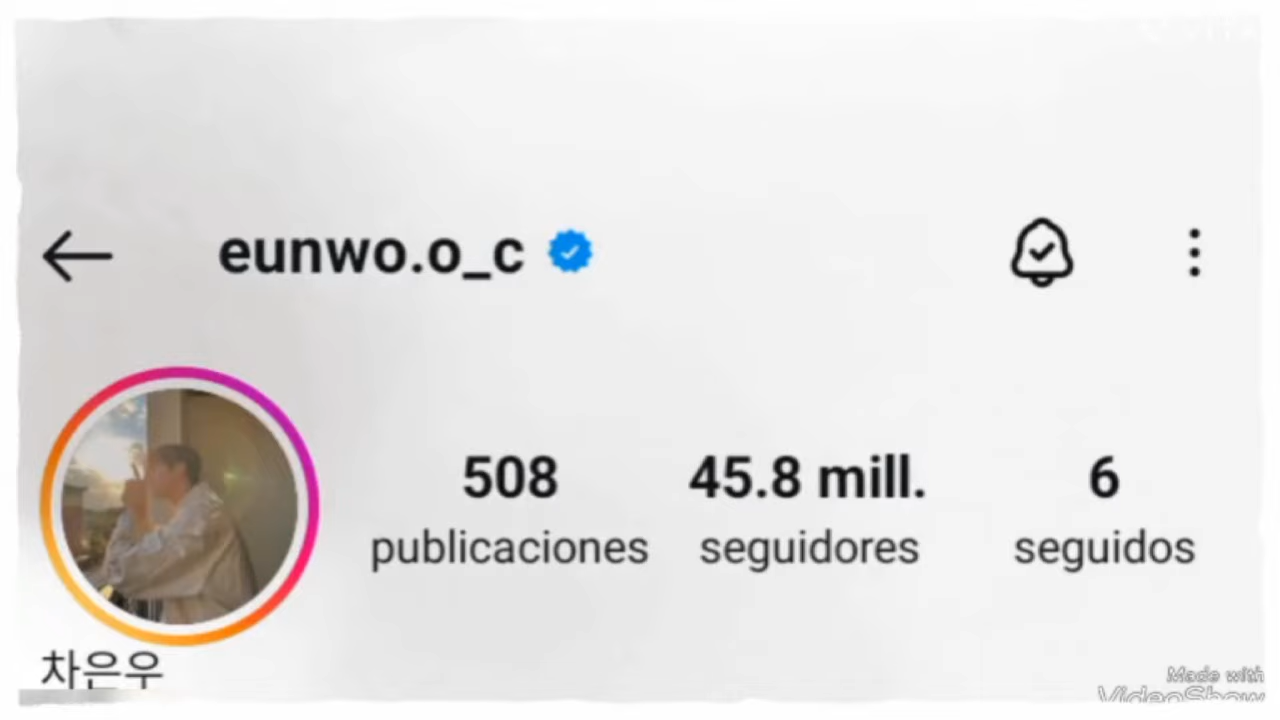 eunwo.o_c
508 45.8 mill. 6
publicaciones seguidores seguidos
차은우
Made with
VideoShow